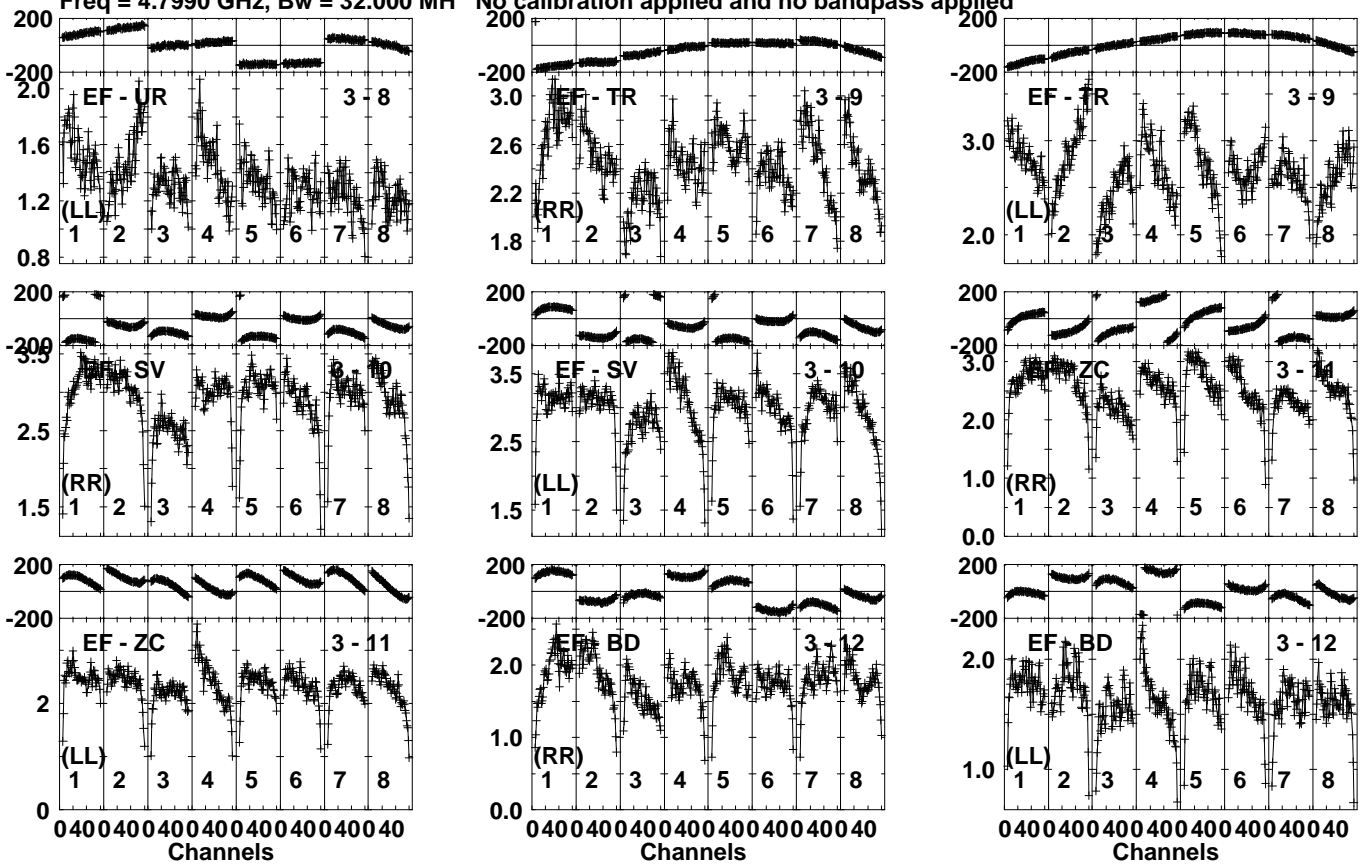 Freq = 4.7990 GHz, Bw = 32.000 MH No calibration applied and no bandpass applied
200
-200
2.0
1.6
1.2
0.8
EF - UR 3 - 8
(LL)
1 2 3 4 5 6 7 8
200
-200
3.0
2.6
2.2
1.8
EF - TR 3 - 9
(RR)
1 2 3 4 5 6 7 8
200
-200
3.0
2.0
EF - TR 3 - 9
(LL)
1 2 3 4 5 6 7 8
200
-200
3.5
2.5
1.5
EF - SV 3 - 10
(RR)
1 2 3 4 5 6 7 8
200
-200
3.5
2.5
1.5
EF - SV 3 - 10
(LL)
1 2 3 4 5 6 7 8
200
-200
3.0
2.0
1.0
0.0
EF - ZC 3 - 11
(RR)
1 2 3 4 5 6 7 8
200
-200
2
0
EF - ZC 3 - 11
(LL)
1 2 3 4 5 6 7 8
0 40 0 40 0 40 0 40 0 40 0 40 0 40 0 40
Channels
200
-200
2.0
1.0
0.0
EF - BD 3 - 12
(RR)
1 2 3 4 5 6 7 8
0 40 0 40 0 40 0 40 0 40 0 40 0 40 0 40
Channels
200
-200
2.0
1.0
EF - BD 3 - 12
(LL)
1 2 3 4 5 6 7 8
0 40 0 40 0 40 0 40 0 40 0 40 0 40 0 40
Channels